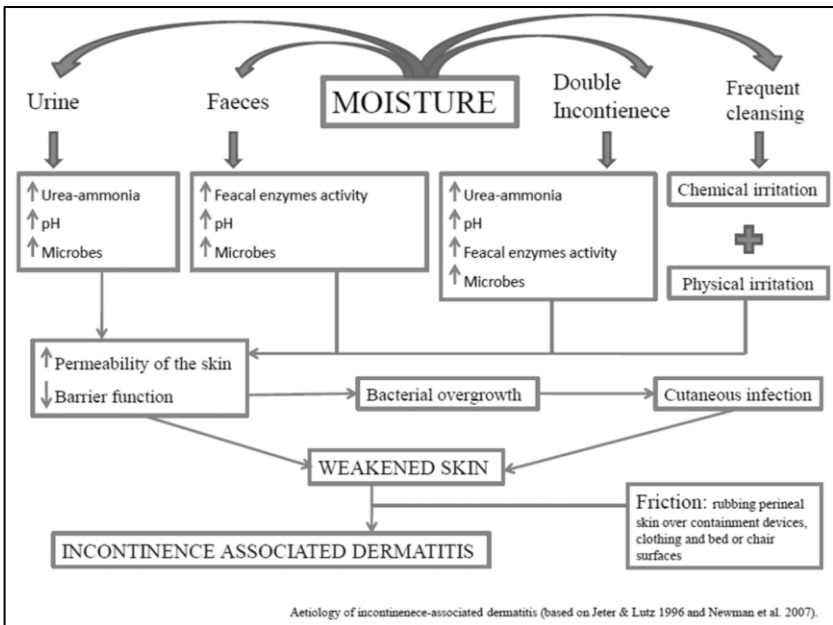 MOISTURE
Urine
Faeces
Double
Incontienece
Frequent
cleansing
↑ Urea-ammonia
↑ pH
↑ Microbes
↑ Feacal enzymes activity
↑ pH
↑ Microbes
↑ Urea-ammonia
↑ pH
↑ Feacal enzymes activity
↑ Microbes
Chemical irritation
+
Physical irritation
↑ Permeability of the skin
↓ Barrier function
Bacterial overgrowth
Cutaneous infection
WEAKENED SKIN
Friction: rubbing perineal
skin over containment devices,
clothing and bed or chair
surfaces
INCONTINENCE ASSOCIATED DERMATITIS
Aetiology of incontinenece-associated dermatitis (based on Jeter & Lutz 1996 and Newman et al. 2007).